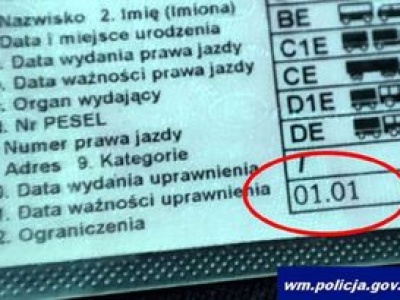 Nazwisko 2. Imię (Imiona)
Data i miejsce urodzenia
Data wydania prawa jazdy
Data ważności prawa jazdy
Organ wydający
Nr PESEL
Numer prawa jazdy
Adres 9. Kategorie
Data wydania uprawnienia
Data ważności uprawnienia
2. Ograniczenia
BE
C1E
CE
D1E
DE
/
01.01
wm.policja.gov.